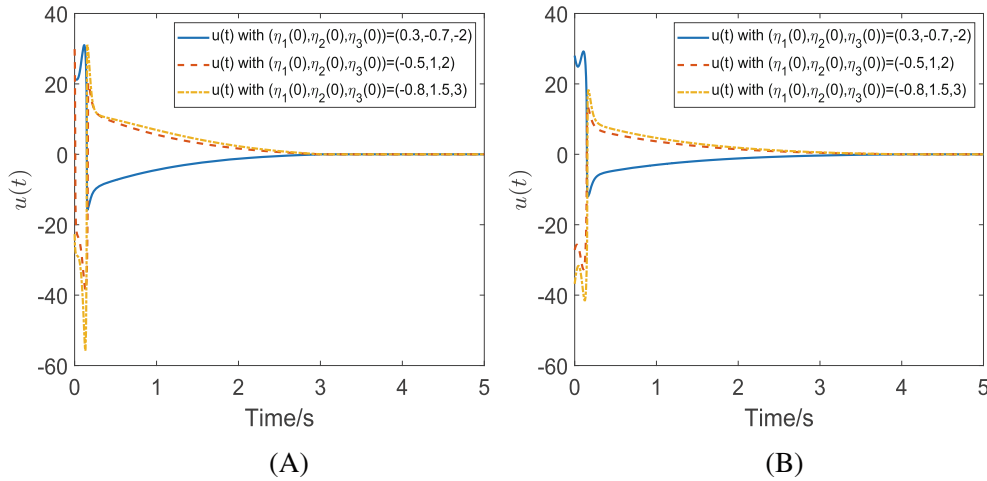 40
20
0
-20
-40
-60
u(t)
u(t) with (η₁(0),η₂(0),η₃(0))=(0.3,-0.7,-2)
u(t) with (η₁(0),η₂(0),η₃(0))=(-0.5,1,2)
u(t) with (η₁(0),η₂(0),η₃(0))=(-0.8,1.5,3)
0 1 2 3 4 5
Time/s
(A)
40
20
0
-20
-40
-60
u(t)
u(t) with (η₁(0),η₂(0),η₃(0))=(0.3,-0.7,-2)
u(t) with (η₁(0),η₂(0),η₃(0))=(-0.5,1,2)
u(t) with (η₁(0),η₂(0),η₃(0))=(-0.8,1.5,3)
0 1 2 3 4 5
Time/s
(B)